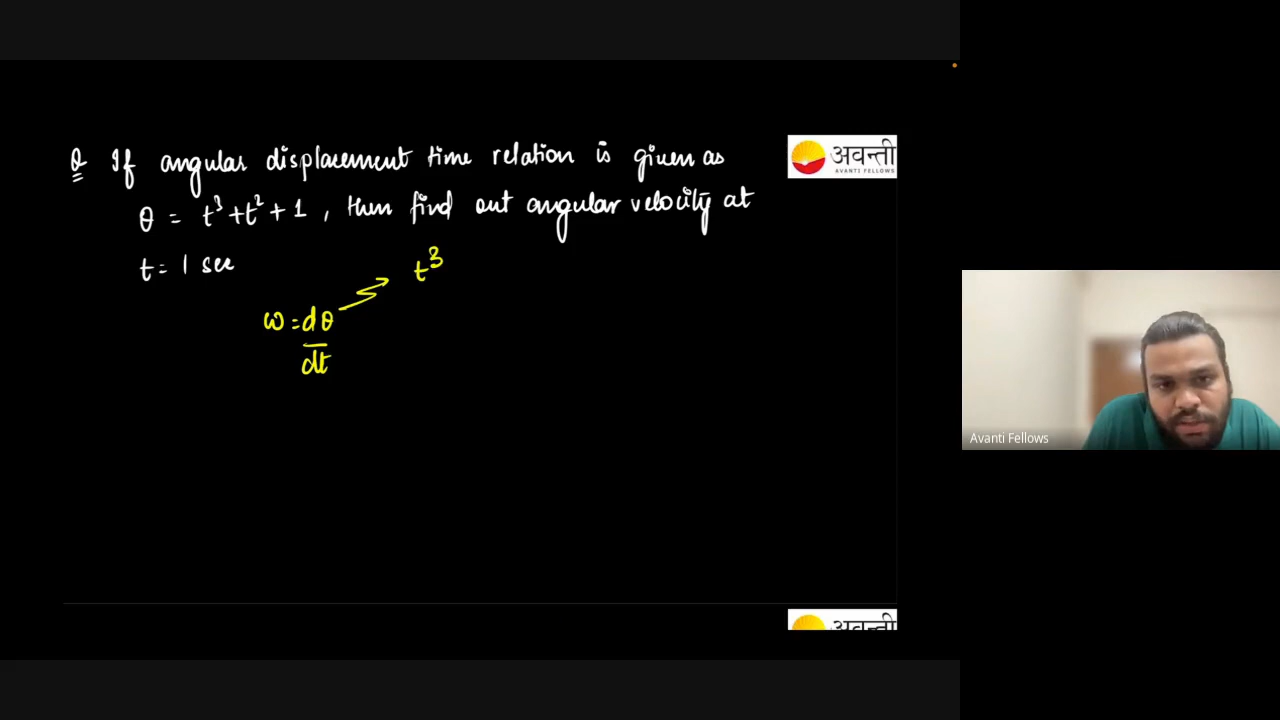 Q If angular displacement time relation is given as
θ = t³+t²+1, then find out angular velocity at
t = 1 sec
t³
ω = dθ
dt
अवन्ती
AVANTI FELLOWS
Avanti Fellows
अवन्ती